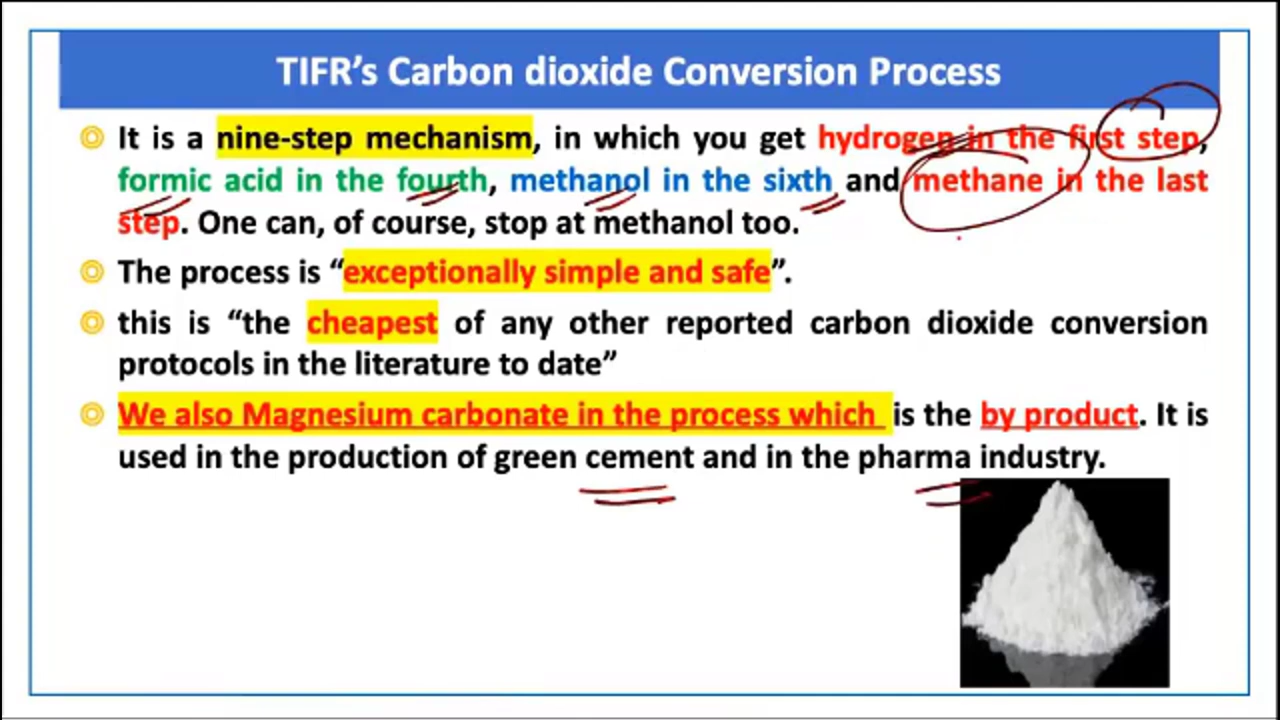 TIFR’s Carbon dioxide Conversion Process
It is a nine-step mechanism, in which you get hydrogen in the first step,
formic acid in the fourth, methanol in the sixth and methane in the last
step. One can, of course, stop at methanol too.
The process is “exceptionally simple and safe”.
this is “the cheapest of any other reported carbon dioxide conversion
protocols in the literature to date”
We also Magnesium carbonate in the process which is the by product. It is
used in the production of green cement and in the pharma industry.